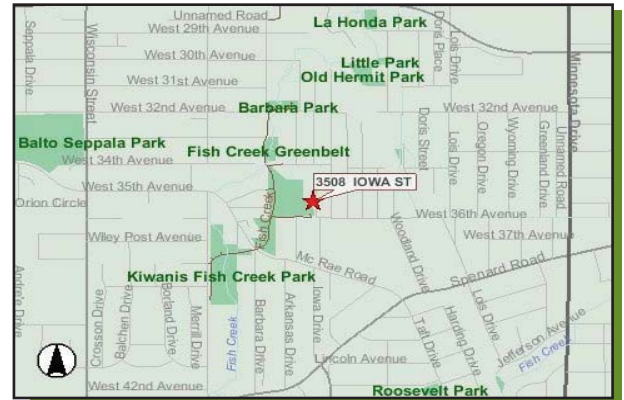 Unnamed Road
West 29th Avenue
La Honda Park
Doris Place
Lois Drive
Seppala Drive
Wisconsin Street
West 30th Avenue
Little Park
Old Hermit Park
West 31st Avenue
Minnesota Drive
West 32nd Avenue
Barbara Park
West 32nd Avenue
Balto Seppala Park
West 34th Avenue
Fish Creek Greenbelt
Doris Street
Lois Drive
Oregon Drive
Wyoming Drive
Greenland Drive
Unnamed Road
West 35th Avenue
3508 IOWA ST
Orion Circle
West 36th Avenue
Fish Creek
Wiley Post Avenue
West 37th Avenue
Woodland Drive
Mc Rae Road
Spenard Road
Kiwanis Fish Creek Park
Andre'e Drive
Crosson Drive
Balchen Drive
Borland Drive
Merrill Drive
Fish Creek
Barbara Drive
Arkansas Drive
Iowa Drive
Taft Drive
Harding Drive
Lois Drive
Jefferson Avenue
Fish Creek
Lincoln Avenue
West 42nd Avenue
Roosevelt Park